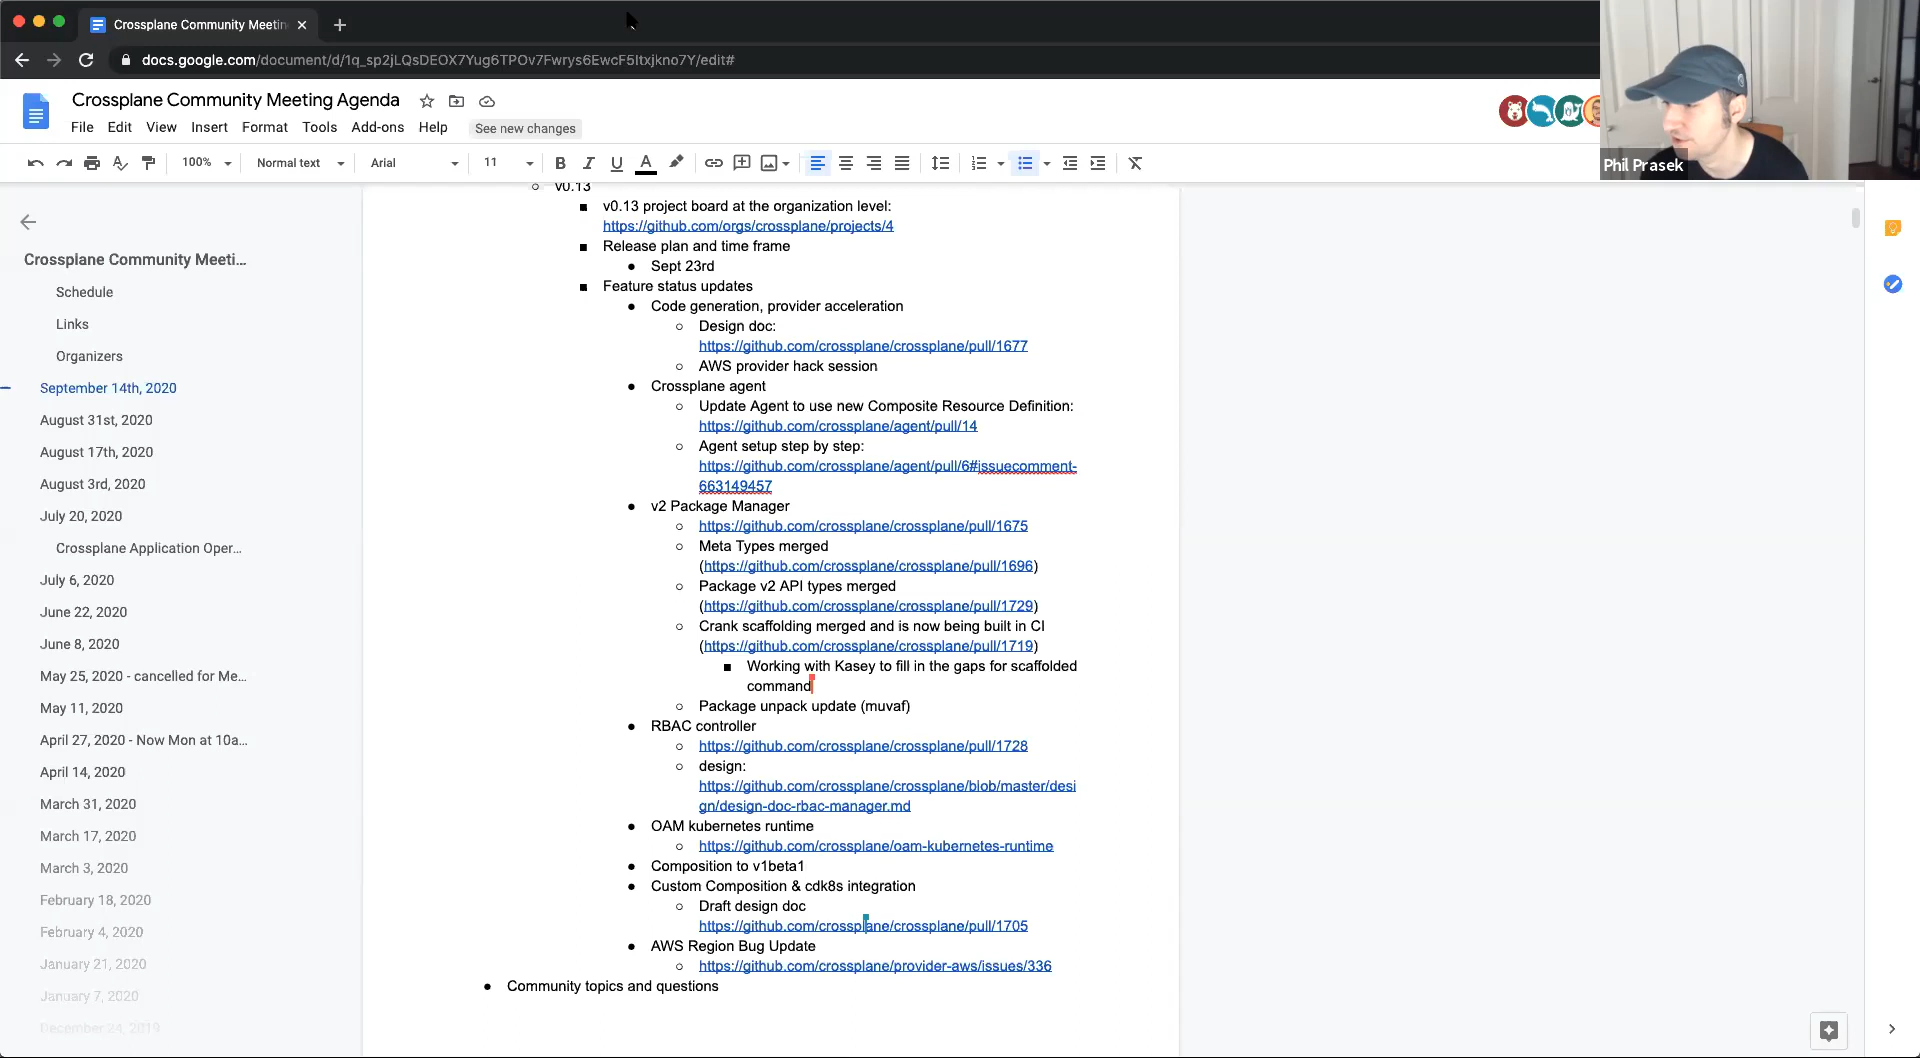 Crossplane Community Meetin
docs.google.com/document/d/1q_sp2jLQsDEOX7Yug6TPOv7Fwrys6EwcF5Itxjkno7Y/edit#
Crossplane Community Meeting Agenda
File Edit View Insert Format Tools Add-ons Help See new changes
100% Normal text Arial 11
Phil Prasek
Crossplane Community Meeti...
Schedule
Links
Organizers
September 14th, 2020
August 31st, 2020
August 17th, 2020
August 3rd, 2020
July 20, 2020
Crossplane Application Oper...
July 6, 2020
June 22, 2020
June 8, 2020
May 25, 2020 - cancelled for Me...
May 11, 2020
April 27, 2020 - Now Mon at 10a...
April 14, 2020
March 31, 2020
March 17, 2020
March 3, 2020
February 18, 2020
February 4, 2020
January 21, 2020
January 7, 2020
December 24, 2019
v0.13
v0.13 project board at the organization level:
https://github.com/orgs/crossplane/projects/4
Release plan and time frame
Sept 23rd
Feature status updates
Code generation, provider acceleration
Design doc:
https://github.com/crossplane/crossplane/pull/1677
AWS provider hack session
Crossplane agent
Update Agent to use new Composite Resource Definition:
https://github.com/crossplane/agent/pull/14
Agent setup step by step:
https://github.com/crossplane/agent/pull/6#issuecomment-
663149457
v2 Package Manager
https://github.com/crossplane/crossplane/pull/1675
Meta Types merged
(https://github.com/crossplane/crossplane/pull/1696)
Package v2 API types merged
(https://github.com/crossplane/crossplane/pull/1729)
Crank scaffolding merged and is now being built in CI
(https://github.com/crossplane/crossplane/pull/1719)
Working with Kasey to fill in the gaps for scaffolded
command
Package unpack update (muvaf)
RBAC controller
https://github.com/crossplane/crossplane/pull/1728
design:
https://github.com/crossplane/crossplane/blob/master/desi
gn/design-doc-rbac-manager.md
OAM kubernetes runtime
https://github.com/crossplane/oam-kubernetes-runtime
Composition to v1beta1
Custom Composition & cdk8s integration
Draft design doc
https://github.com/crossplane/crossplane/pull/1705
AWS Region Bug Update
https://github.com/crossplane/provider-aws/issues/336
Community topics and questions